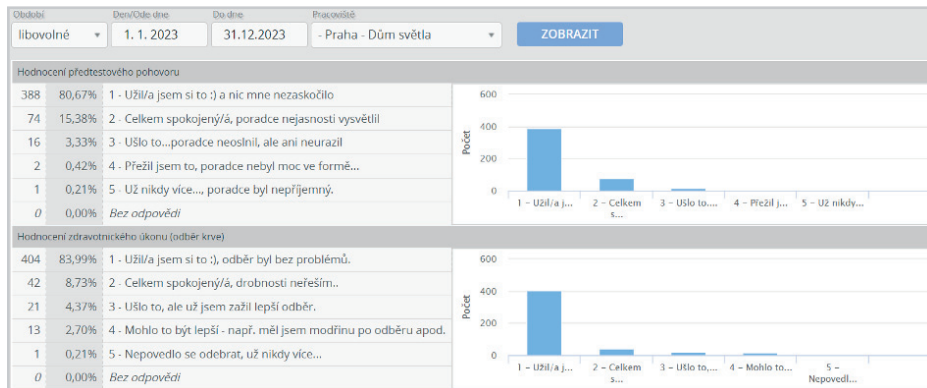 Období Den/Ode dne Do dne Pracoviště
libovolné 1. 1. 2023 31.12.2023 - Praha - Dům světla ZOBRAZIT
Hodnocení předtestového pohovoru
388 80,67% 1 - Užil/a jsem si to :) a nic mne nezaskočilo
74 15,38% 2 - Celkem spokojený/á, poradce nejasnosti vysvětlil
16 3,33% 3 - Ušlo to...poradce neoslnil, ale ani neurazil
2 0,42% 4 - Přežil jsem to, poradce nebyl moc ve formě...
1 0,21% 5 - Už nikdy více..., poradce byl nepříjemný.
0 0,00% Bez odpovědi
Počet
600
400
200
0
1 – Užil/a j... 2 – Celkem s... 3 – Ušlo to,... 4 – Přežil j... 5 – Už nikdy...
Hodnocení zdravotnického úkonu (odběr krve)
404 83,99% 1 - Užil/a jsem si to :), odběr byl bez problémů.
42 8,73% 2 - Celkem spokojený/á, drobnosti neřeším..
21 4,37% 3 - Ušlo to, ale už jsem zažil lepší odběr.
13 2,70% 4 - Mohlo to být lepší - např. měl jsem modřinu po odběru apod.
1 0,21% 5 - Nepovedlo se odebrat, už nikdy více...
0 0,00% Bez odpovědi
Počet
600
400
200
0
1 – Užil/a j... 2 – Celkem s... 3 – Ušlo to,... 4 – Mohlo to... 5 – Nepovedl...